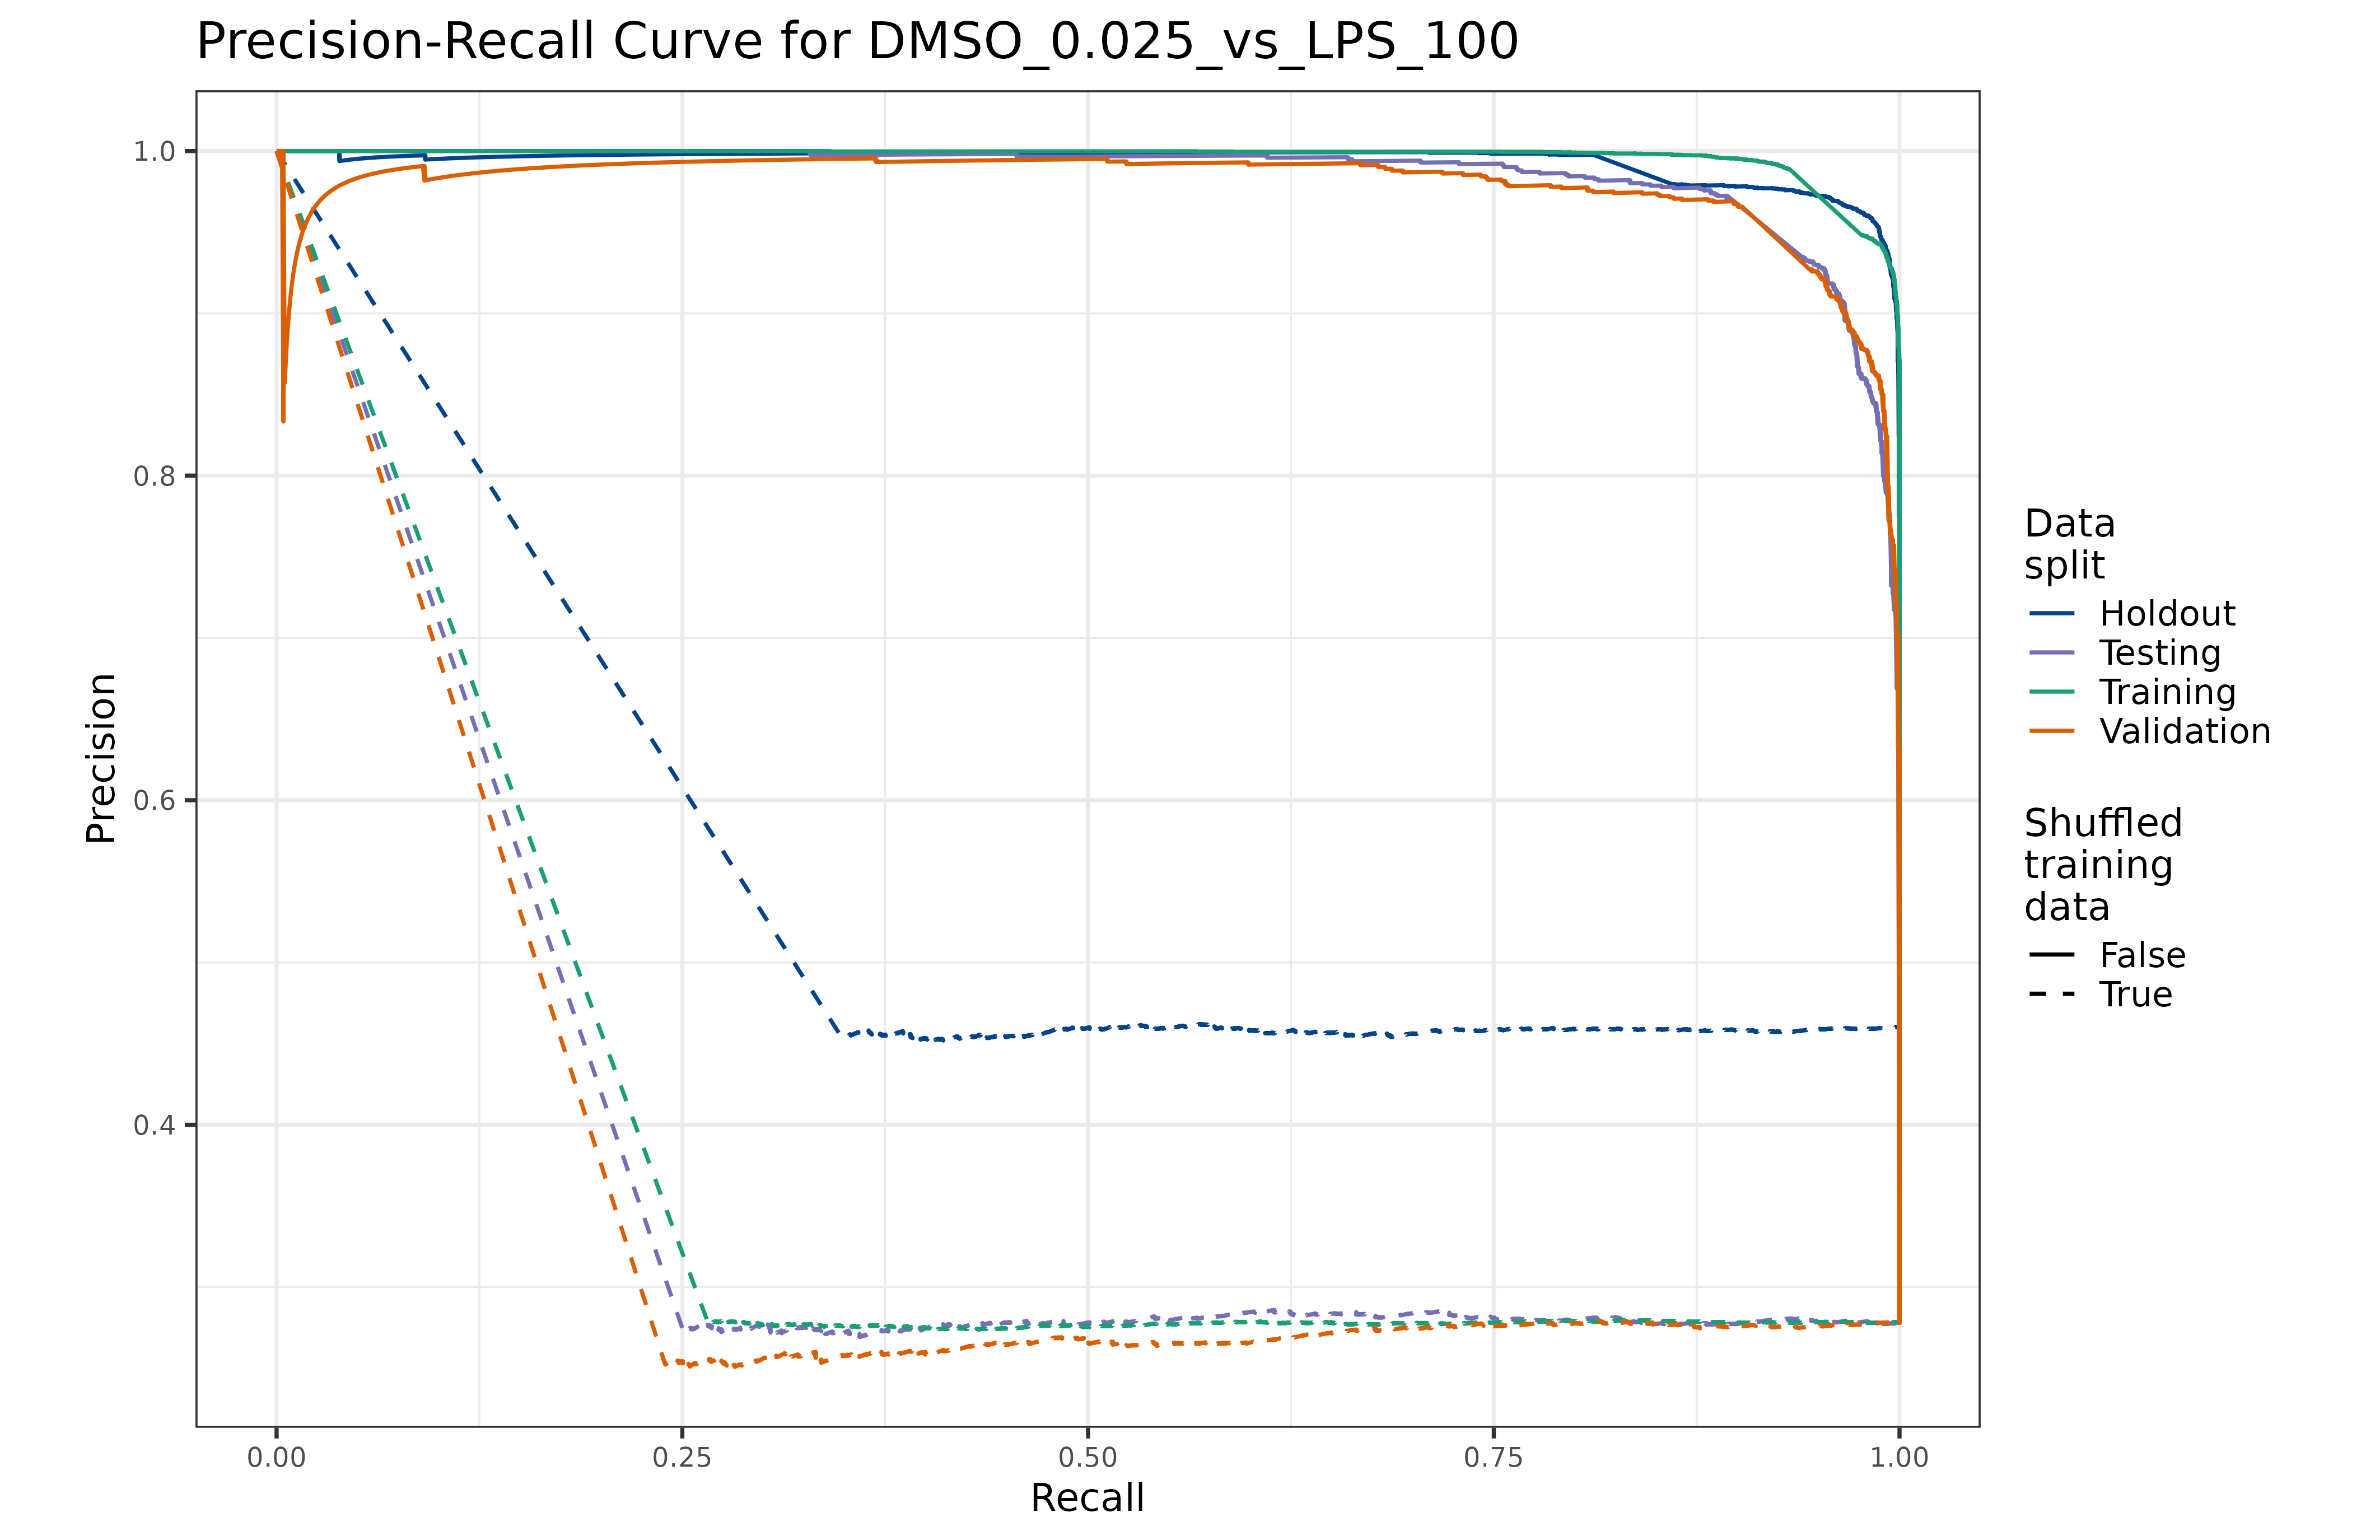 Precision-Recall Curve for DMSO_0.025_vs_LPS_100
Precision
1.0
0.8
0.6
0.4
0.00
0.25
0.50
0.75
1.00
Recall
Data
split
Holdout
Testing
Training
Validation
Shuffled
training
data
False
True